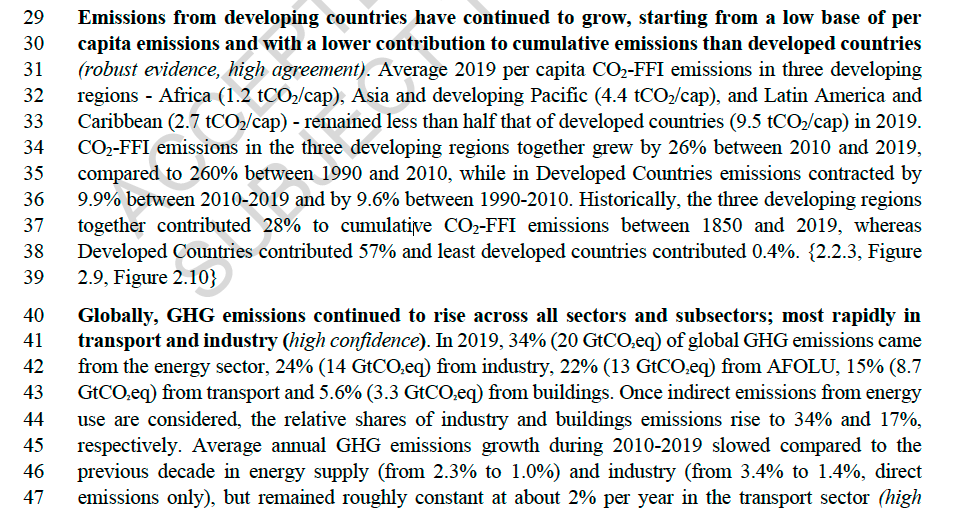 29 Emissions from developing countries have continued to grow, starting from a low base of per
30 capita emissions and with a lower contribution to cumulative emissions than developed countries
31 (robust evidence, high agreement). Average 2019 per capita CO₂-FFI emissions in three developing
32 regions - Africa (1.2 tCO₂/cap), Asia and developing Pacific (4.4 tCO₂/cap), and Latin America and
33 Caribbean (2.7 tCO₂/cap) - remained less than half that of developed countries (9.5 tCO₂/cap) in 2019.
34 CO₂-FFI emissions in the three developing regions together grew by 26% between 2010 and 2019,
35 compared to 260% between 1990 and 2010, while in Developed Countries emissions contracted by
36 9.9% between 2010-2019 and by 9.6% between 1990-2010. Historically, the three developing regions
37 together contributed 28% to cumulative CO₂-FFI emissions between 1850 and 2019, whereas
38 Developed Countries contributed 57% and least developed countries contributed 0.4%. {2.2.3, Figure
39 2.9, Figure 2.10}
40 Globally, GHG emissions continued to rise across all sectors and subsectors; most rapidly in
41 transport and industry (high confidence). In 2019, 34% (20 GtCO₂eq) of global GHG emissions came
42 from the energy sector, 24% (14 GtCO₂eq) from industry, 22% (13 GtCO₂eq) from AFOLU, 15% (8.7
43 GtCO₂eq) from transport and 5.6% (3.3 GtCO₂eq) from buildings. Once indirect emissions from energy
44 use are considered, the relative shares of industry and buildings emissions rise to 34% and 17%,
45 respectively. Average annual GHG emissions growth during 2010-2019 slowed compared to the
46 previous decade in energy supply (from 2.3% to 1.0%) and industry (from 3.4% to 1.4%, direct
47 emissions only), but remained roughly constant at about 2% per year in the transport sector (high
ACCEPT
SUBJECT